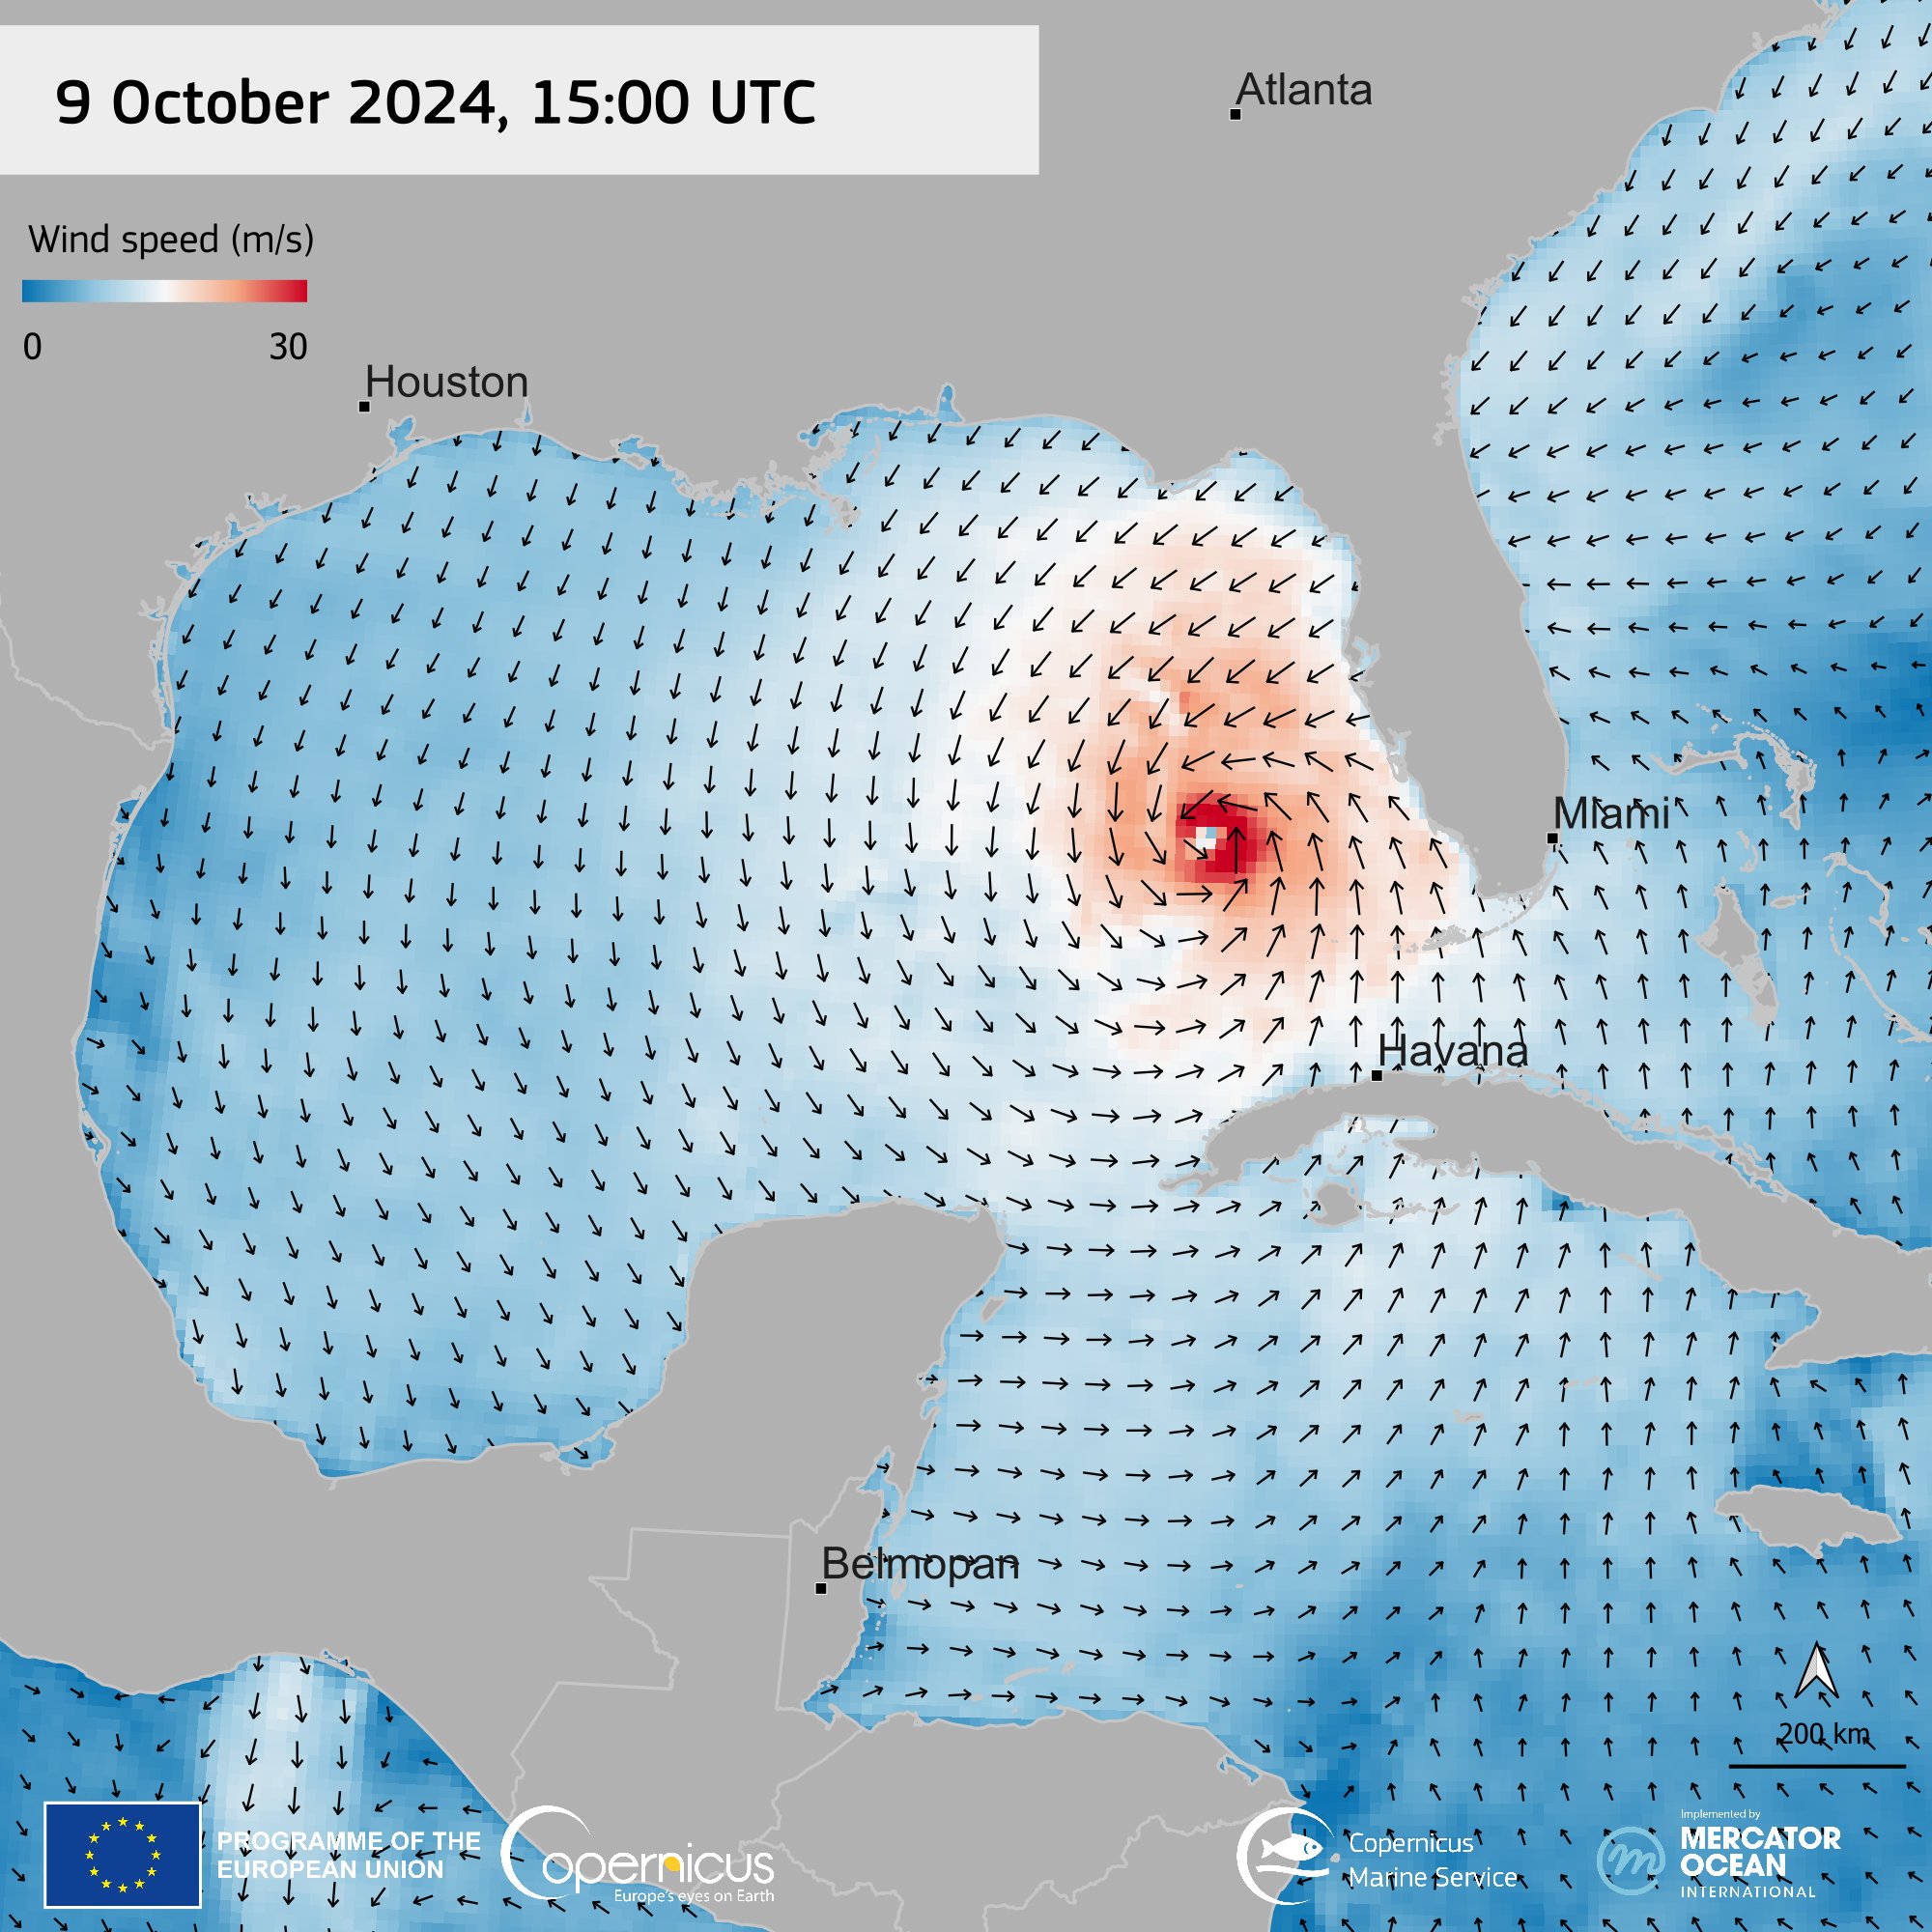 9 October 2024, 15:00 UTC
Atlanta
Wind speed (m/s)
0 30
Houston
Miami
Havana
Belmopan
200 km
PROGRAMME OF THE
EUROPEAN UNION
opernicus
Europe's eyes on Earth
Copernicus
Marine Service
Implemented by
MERCATOR
OCEAN
INTERNATIONAL